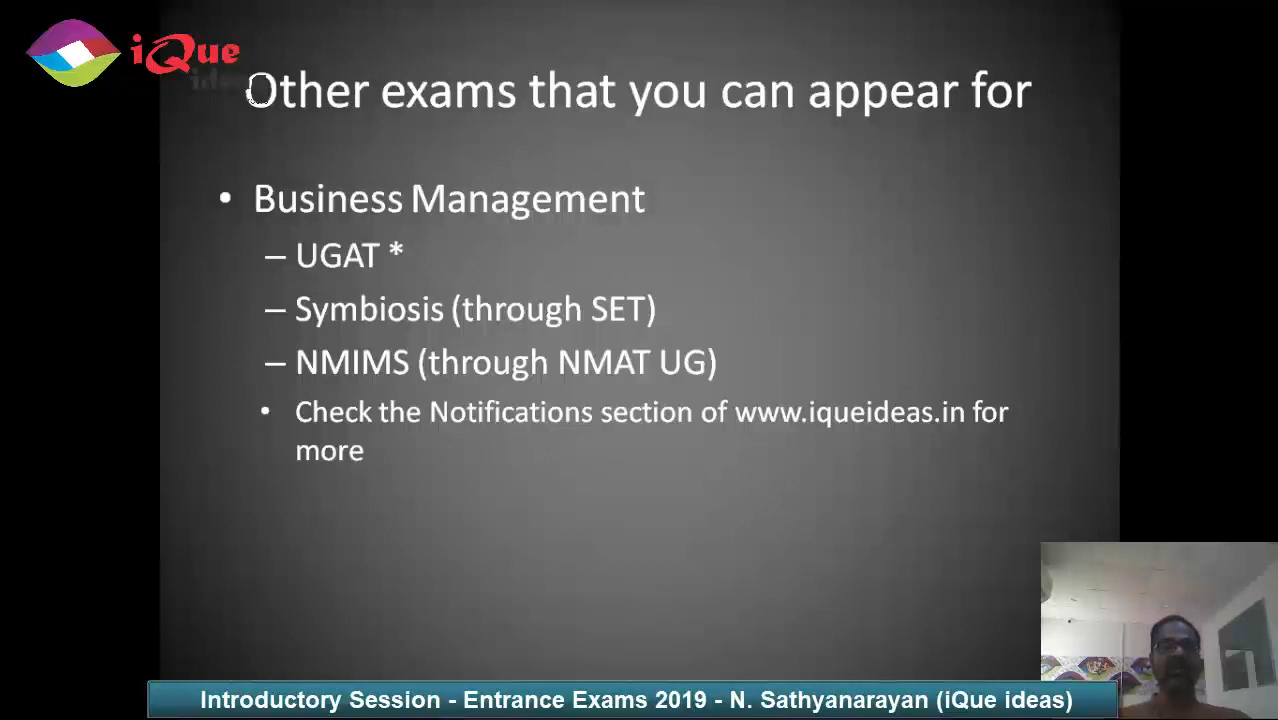 iQue
ideas
Other exams that you can appear for
• Business Management
– UGAT *
– Symbiosis (through SET)
– NMIMS (through NMAT UG)
• Check the Notifications section of www.iqueideas.in for
more
Introductory Session - Entrance Exams 2019 - N. Sathyanarayan (iQue ideas)